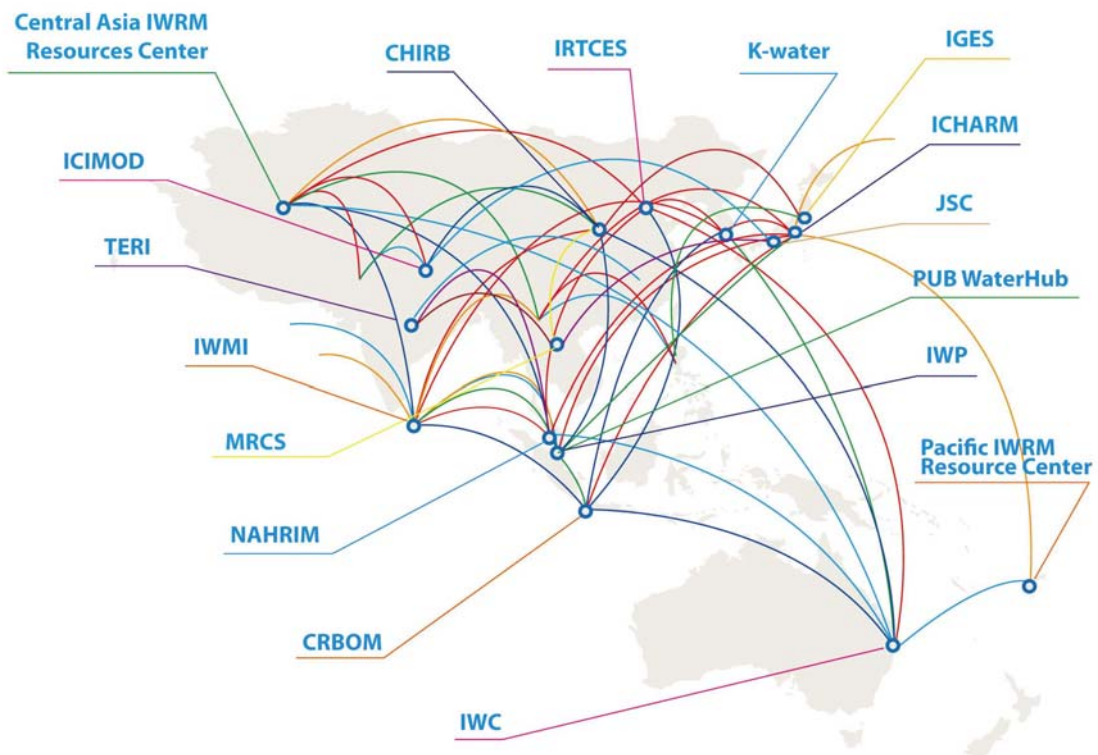 Central Asia IWRM
Resources Center
CHIRB
IRTCES
K-water
IGES
ICHARM
ICIMOD
JSC
TERI
PUB WaterHub
IWMI
IWP
MRCS
Pacific IWRM
Resource Center
NAHRIM
CRBOM
IWC